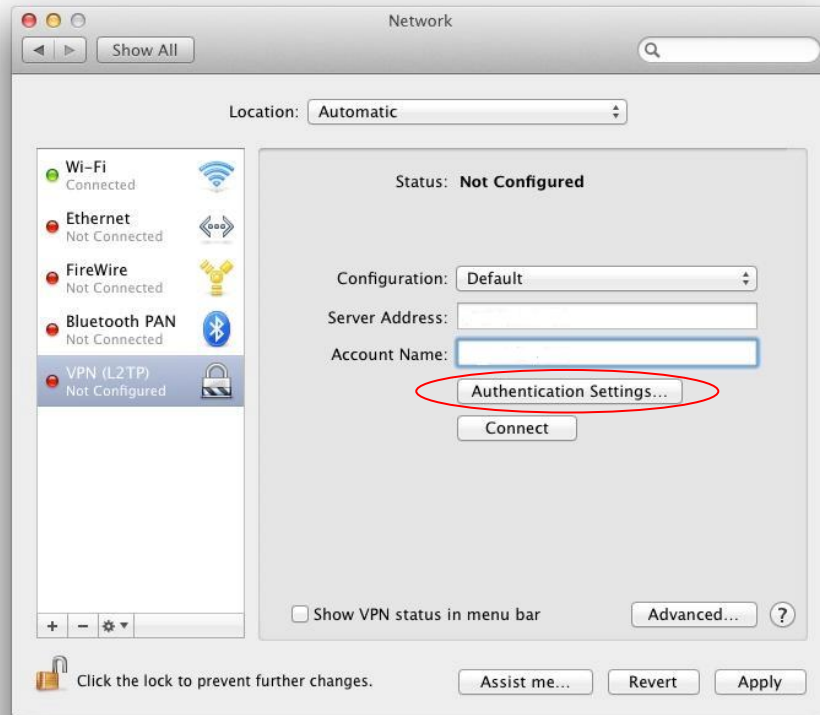 Network
Show All
Location: Automatic
Wi-Fi
Connected
Ethernet
Not Connected
FireWire
Not Connected
Bluetooth PAN
Not Connected
VPN (L2TP)
Not Configured
Status: Not Configured
Configuration: Default
Server Address:
Account Name:
Authentication Settings...
Connect
Show VPN status in menu bar
Advanced...
?
Click the lock to prevent further changes.
Assist me...
Revert
Apply